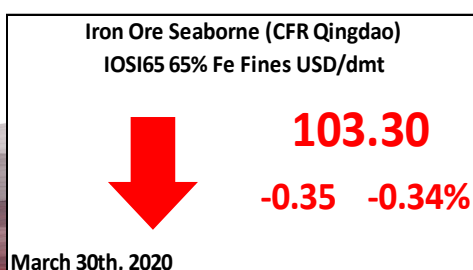 Iron Ore Seaborne (CFR Qingdao)
IOSI65 65% Fe Fines USD/dmt
103.30
-0.35 -0.34%
March 30th, 2020